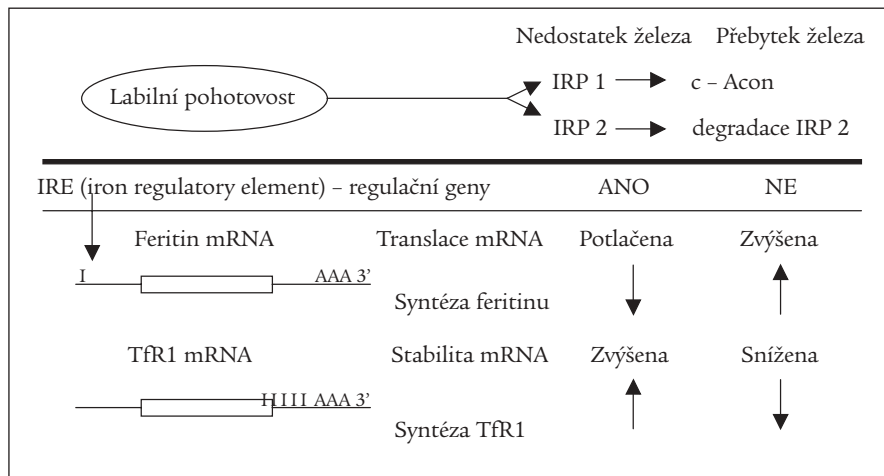 Nedostatek železa Přebytek železa
Labilní pohotovost IRP 1 c – Acon
IRP 2 degradace IRP 2
IRE (iron regulatory element) – regulační geny ANO NE
Feritin mRNA Translace mRNA Potlačena Zvýšena
I AAA 3’
Syntéza feritinu
TfR1 mRNA Stabilita mRNA Zvýšena Snížena
IIIII AAA 3’
Syntéza TfR1